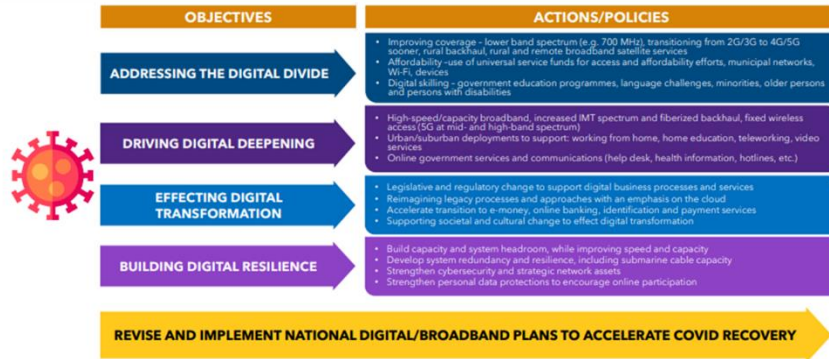 OBJECTIVES
ACTIONS/POLICIES
ADDRESSING THE DIGITAL DIVIDE
• Improving coverage – lower band spectrum (e.g. 700 MHz), transitioning from 2G/3G to 4G/5G
sooner, rural backhaul, rural and remote broadband satellite services
• Affordability –use of universal service funds for access and affordability efforts, municipal networks,
Wi-Fi, devices
• Digital skilling – government education programmes, language challenges, minorities, older persons
and persons with disabilities
DRIVING DIGITAL DEEPENING
• High-speed/capacity broadband, increased IMT spectrum and fiberized backhaul, fixed wireless
access (5G at mid- and high-band spectrum)
• Urban/suburban deployments to support: working from home, home education, teleworking, video
services
• Online government services and communications (help desk, health information, hotlines, etc.)
EFFECTING DIGITAL
TRANSFORMATION
• Legislative and regulatory change to support digital business processes and services
• Reimagining legacy processes and approaches with an emphasis on the cloud
• Accelerate transition to e-money, online banking, identification and payment services
• Supporting societal and cultural change to effect digital transformation
BUILDING DIGITAL RESILIENCE
• Build capacity and system headroom, while improving speed and capacity
• Develop system redundancy and resilience, including submarine cable capacity
• Strengthen cybersecurity and strategic network assets
• Strengthen personal data protections to encourage online participation
REVISE AND IMPLEMENT NATIONAL DIGITAL/BROADBAND PLANS TO ACCELERATE COVID RECOVERY